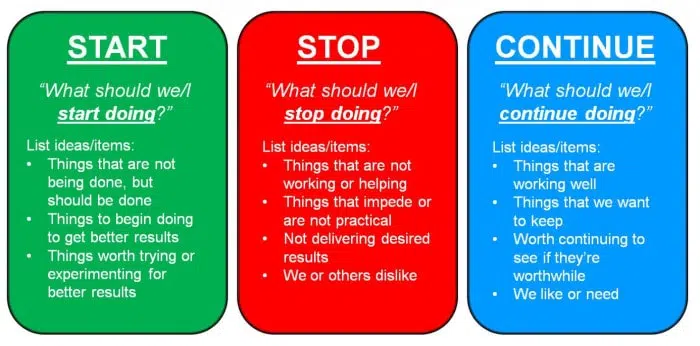 START
“What should we/I
start doing?”
List ideas/items:
• Things that are not
being done, but
should be done
• Things to begin doing
to get better results
• Things worth trying or
experimenting for
better results
STOP
“What should we/I
stop doing?”
List ideas/items:
• Things that are not
working or helping
• Things that impede or
are not practical
• Not delivering desired
results
• We or others dislike
CONTINUE
“What should we/I
continue doing?”
List ideas/items:
• Things that are
working well
• Things that we want
to keep
• Worth continuing to
see if they’re
worthwhile
• We like or need